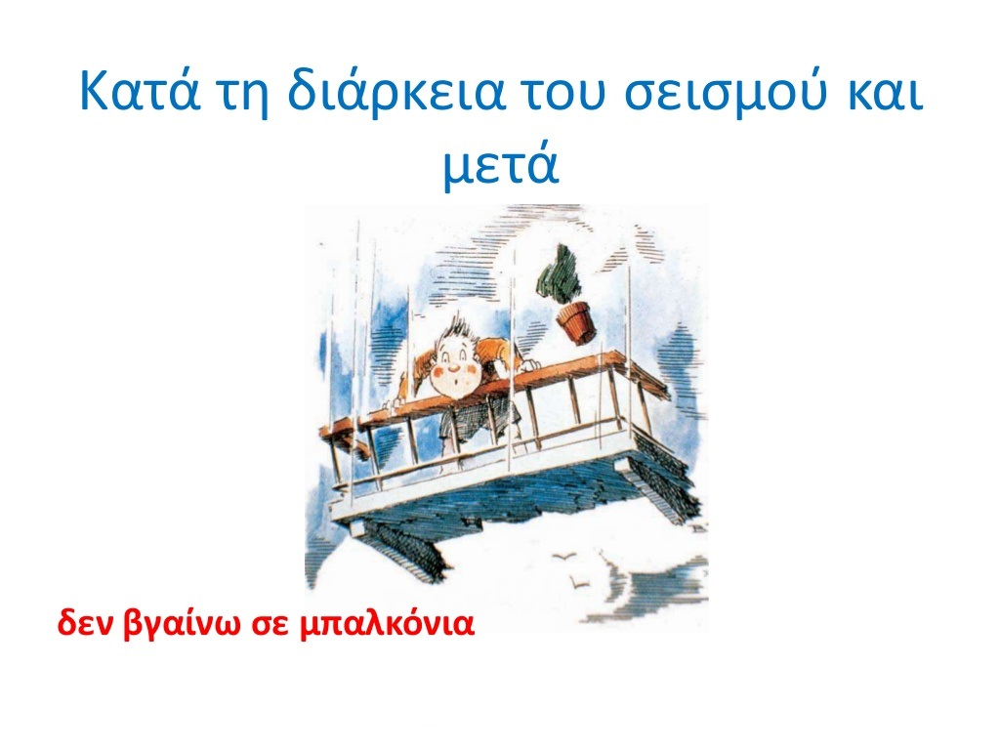 Κατά τη διάρκεια του σεισμού και
μετά
δεν βγαίνω σε μπαλκόνια